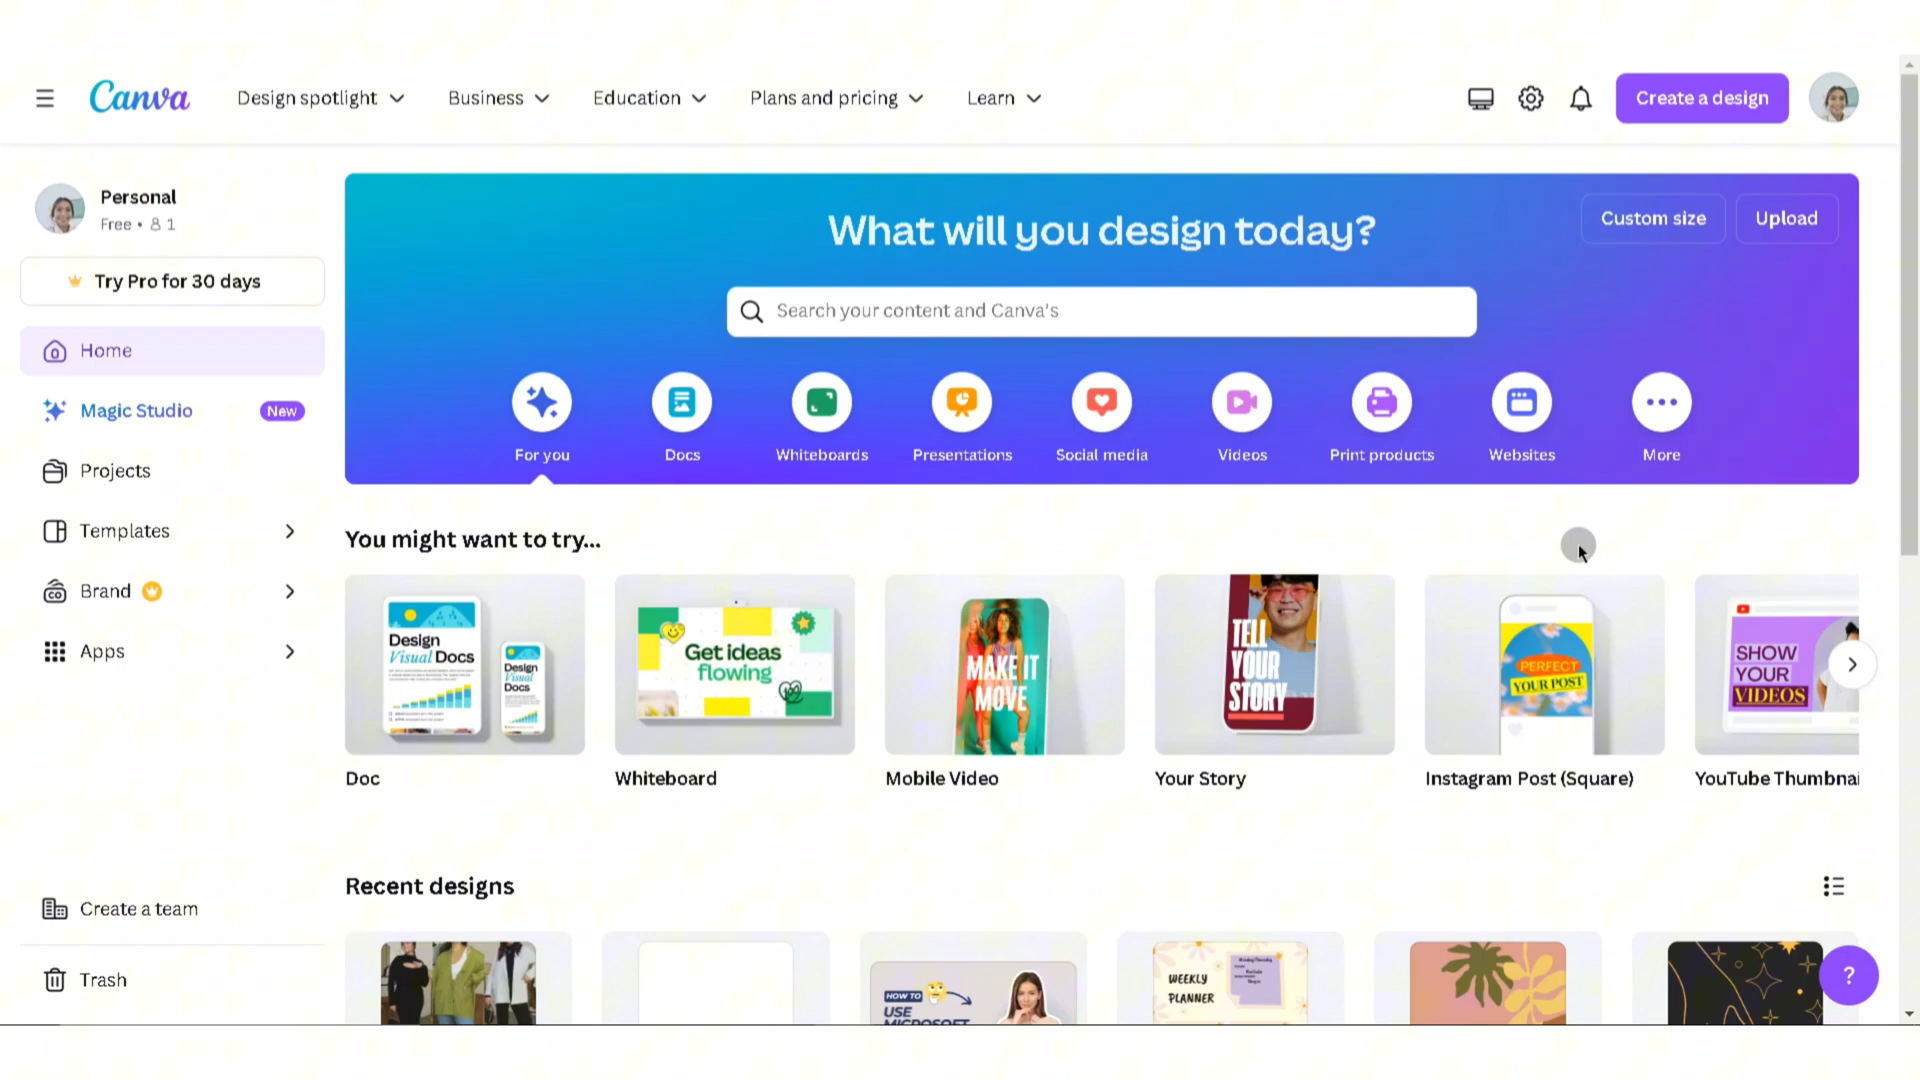 Canva
Design spotlight
Business
Education
Plans and pricing
Learn
Create a design
Personal
Free • 1
Try Pro for 30 days
Home
Magic Studio
New
Projects
Templates
Brand
Apps
Create a team
Trash
What will you design today?
Custom size
Upload
Search your content and Canva's
For you
Docs
Whiteboards
Presentations
Social media
Videos
Print products
Websites
More
You might want to try...
Design
Visual Docs
Design
Visual
Docs
Get ideas
flowing
MAKE IT
MOVE
TELL
YOUR
STORY
PERFECT
YOUR POST
SHOW
YOUR
VIDEOS
Doc
Whiteboard
Mobile Video
Your Story
Instagram Post (Square)
YouTube Thumbnai
Recent designs
HOW TO
USE
MICROSOFT
WEEKLY
PLANNER
?